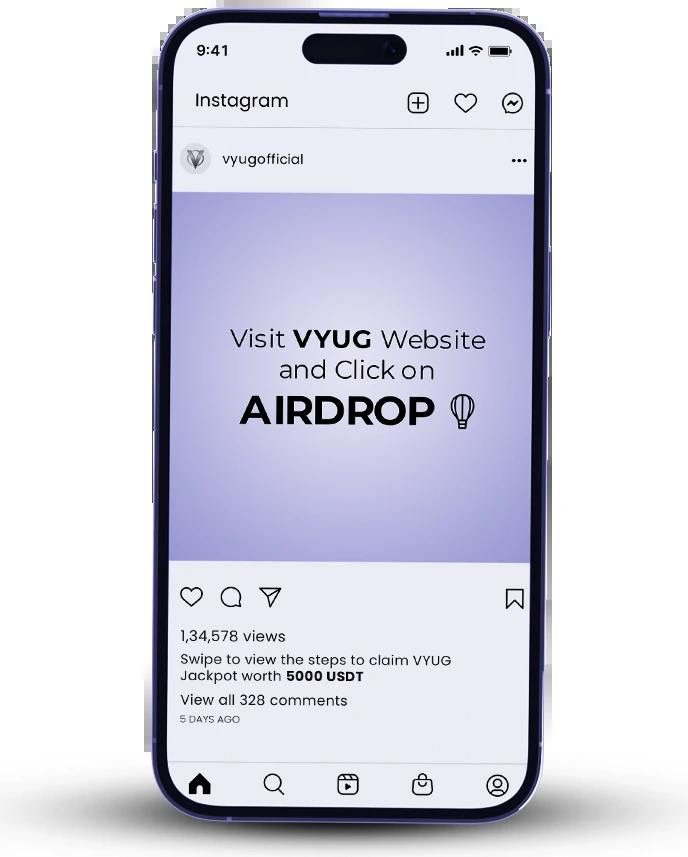 9:41
Instagram
vyugofficial
Visit VYUG Website
and Click on
AIRDROP
1,34,578 views
Swipe to view the steps to claim VYUG
Jackpot worth 5000 USDT
View all 328 comments
5 DAYS AGO